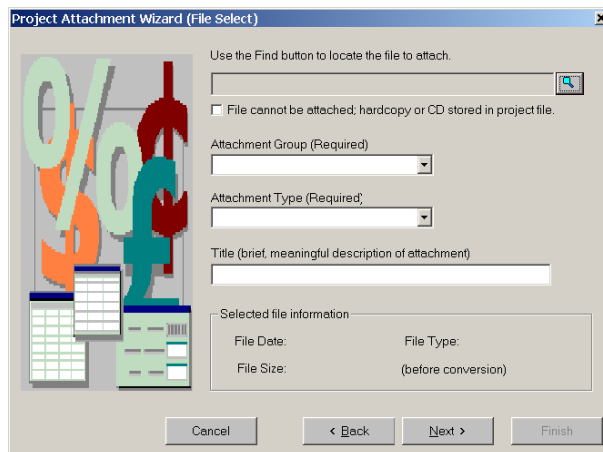 Project Attachment Wizard (File Select)
Use the Find button to locate the file to attach.
File cannot be attached; hardcopy or CD stored in project file.
Attachment Group (Required)
Attachment Type (Required)
Title (brief, meaningful description of attachment)
Selected file information
File Date: File Type:
File Size: (before conversion)
Cancel < Back Next > Finish